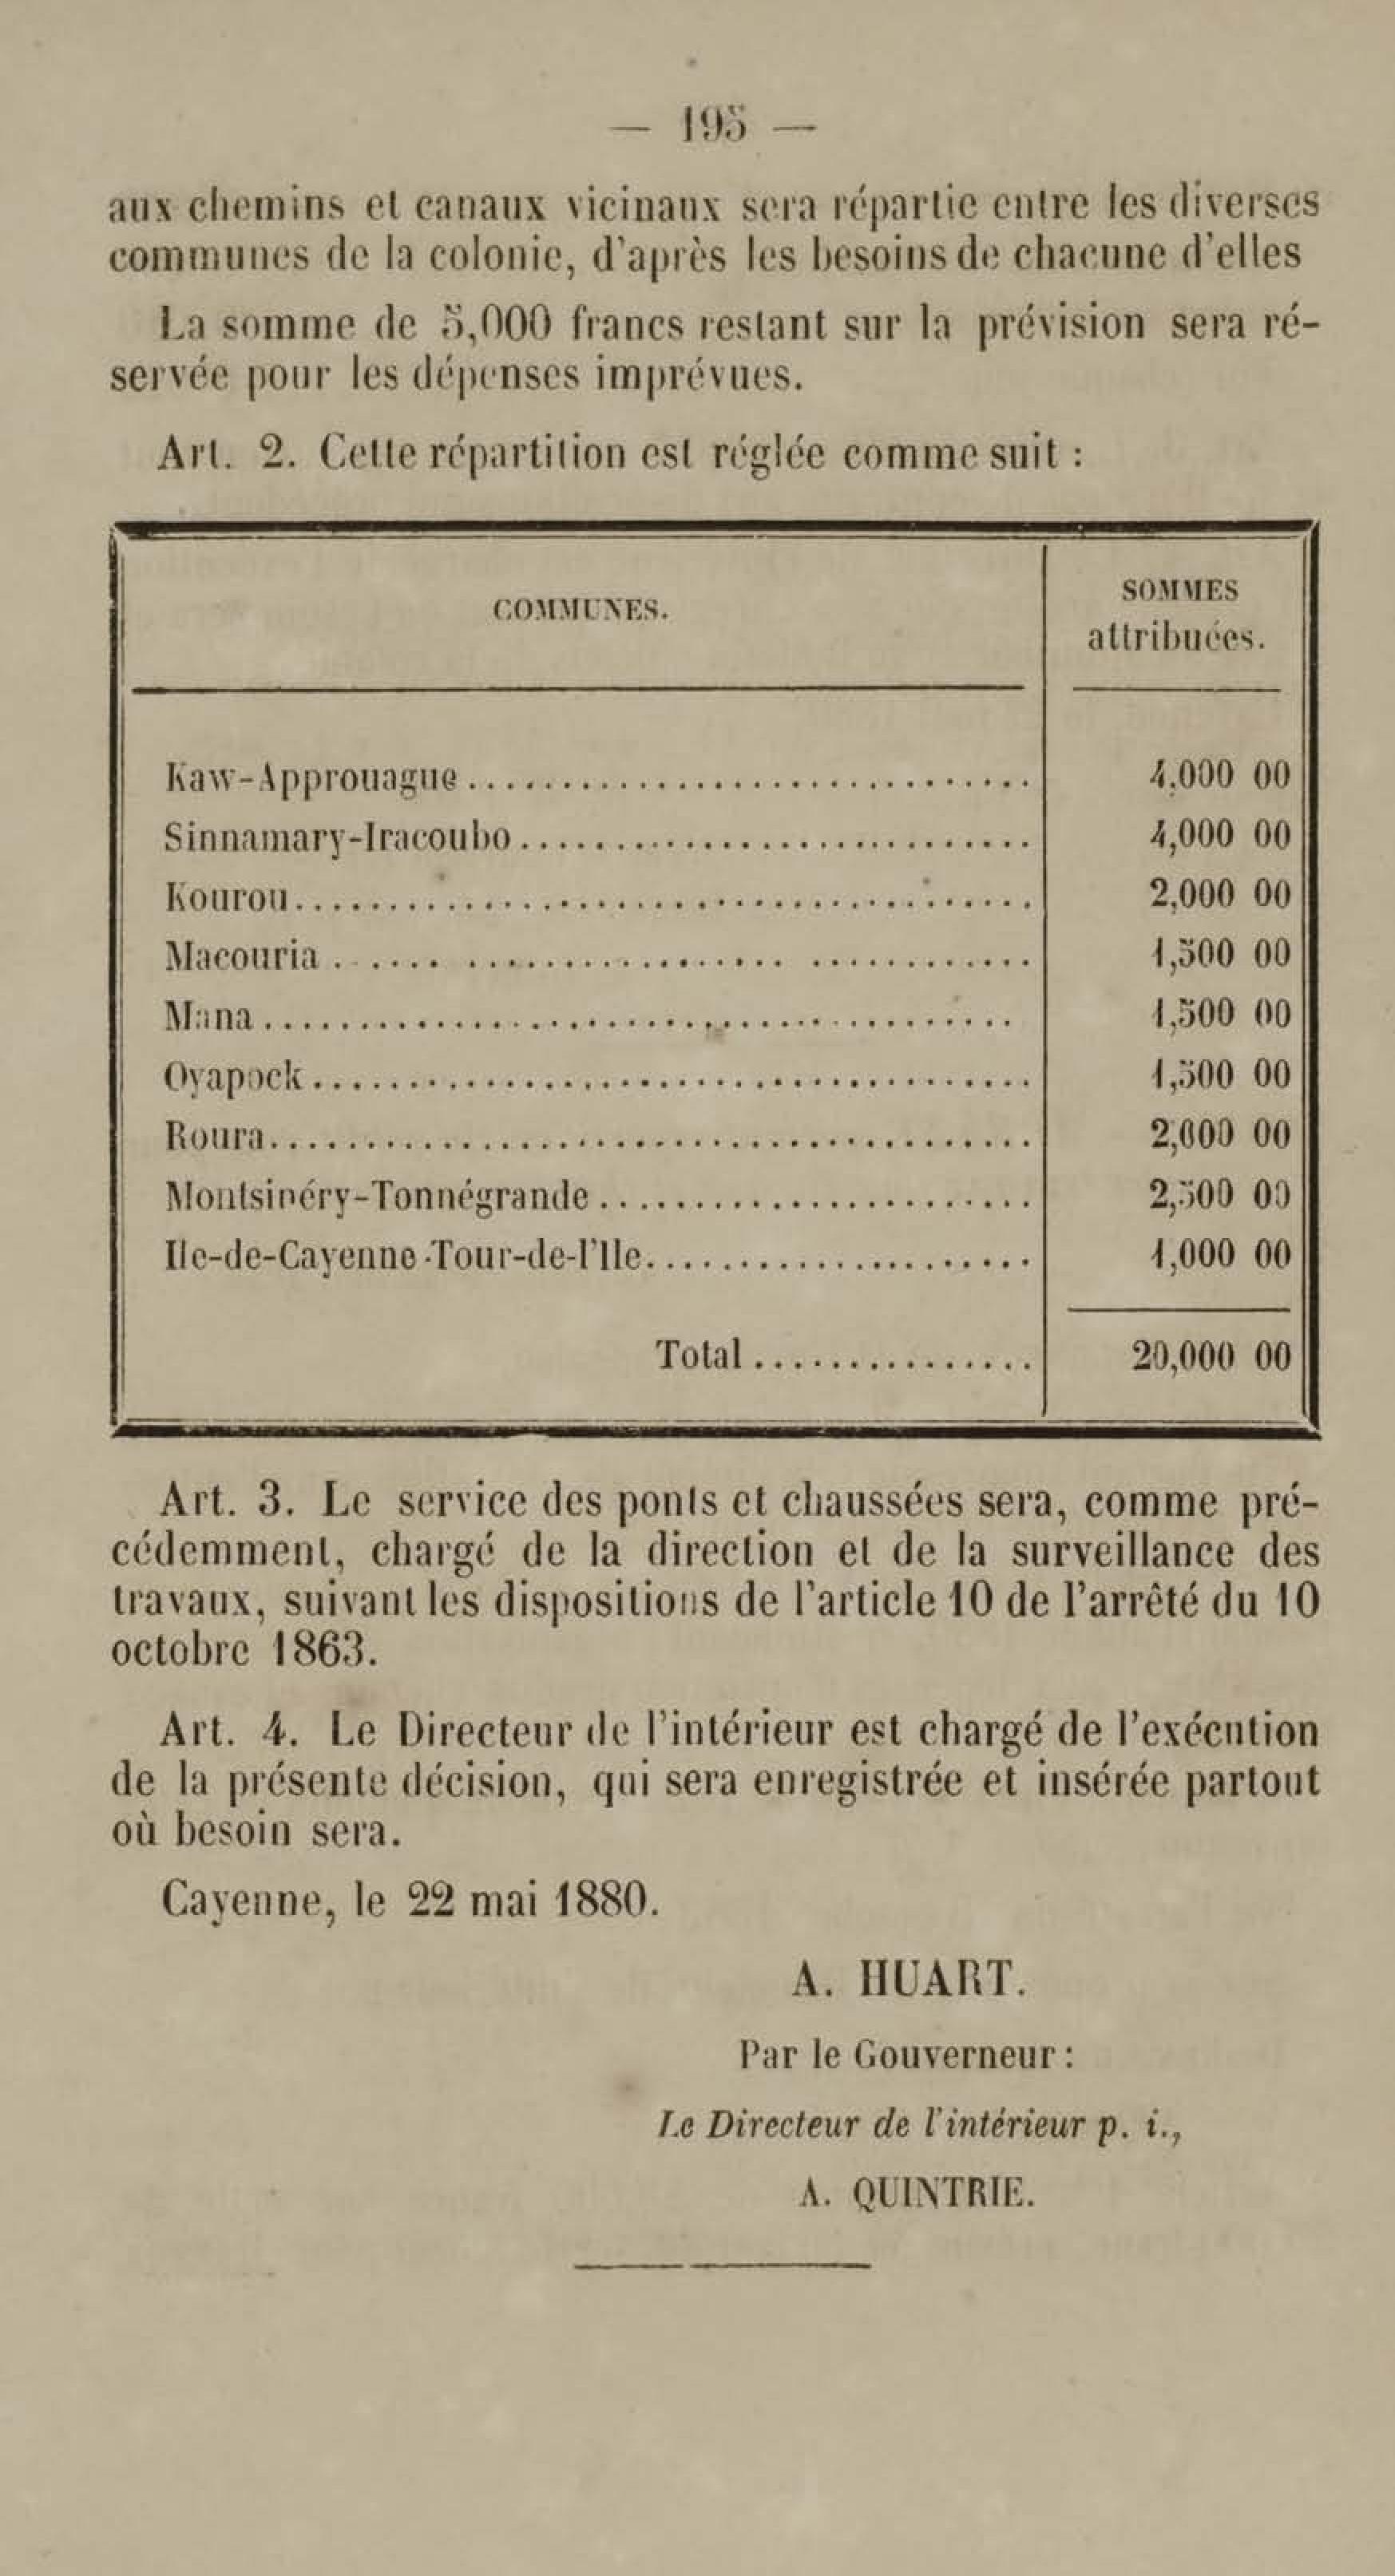 — 195 —
aux chemins et canaux vicinaux sera répartie entre les diverses
communes de la colonie, d'après les besoins de chacune d'elles
La somme de 5,000 francs restant sur la prévision sera ré-
servée pour les dépenses imprévues.
Art. 2. Cette répartition est réglée comme suit :
COMMUNES.
SOMMES
attribuées.
Kaw-Approuague 4,000 00
Sinnamary-Iracoubo 4,000 00
Kourou 2,000 00
Macouria 1,500 00
Mana 1,500 00
Oyapock 1,500 00
Roura 2,000 00
Montsinéry-Tonnégrande 2,500 00
Ile-de-Cayenne-Tour-de-l'Ile 1,000 00
Total 20,000 00
Art. 3. Le service des ponts et chaussées sera, comme pré-
cédemment, chargé de la direction et de la surveillance des
travaux, suivant les dispositions de l'article 10 de l'arrêté du 10
octobre 1863.
Art. 4. Le Directeur de l'intérieur est chargé de l'exécution
de la présente décision, qui sera enregistrée et insérée partout
où besoin sera.
Cayenne, le 22 mai 1880.
A. HUART.
Par le Gouverneur :
Le Directeur de l'intérieur p. i.,
A. QUINTRIE.